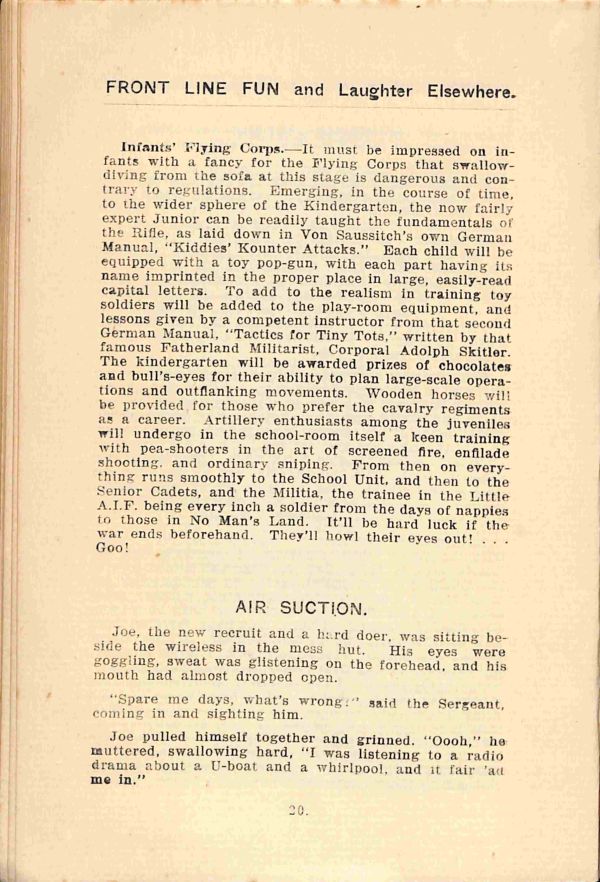 FRONT LINE FUN and Laughter Elsewhere.
Infants' Flying Corps.—It must be impressed on in-
fants with a fancy for the Flying Corps that swallow-
diving from the sofa at this stage is dangerous and con-
trary to regulations. Emerging, in the course of time,
to the wider sphere of the Kindergarten, the now fairly
expert Junior can be readily taught the fundamentals of
the Rifle, as laid down in Von Saussitch's own German
Manual, "Kiddies' Kounter Attacks." Each child will be
equipped with a toy pop-gun, with each part having its
name imprinted in the proper place in large, easily-read
capital letters. To add to the realism in training toy
soldiers will be added to the play-room equipment, and
lessons given by a competent instructor from that second
German Manual, "Tactics for Tiny Tots," written by that
famous Fatherland Militarist, Corporal Adolph Skitler.
The kindergarten will be awarded prizes of chocolates
and bull's-eyes for their ability to plan large-scale opera-
tions and outflanking movements. Wooden horses will
be provided for those who prefer the cavalry regiments
as a career. Artillery enthusiasts among the juveniles
will undergo in the school-room itself a keen training
with pea-shooters in the art of screened fire, enfilade
shooting, and ordinary sniping. From then on every-
thing runs smoothly to the School Unit, and then to the
Senior Cadets, and the Militia, the trainee in the Little
A.I.F. being every inch a soldier from the days of nappies
to those in No Man's Land. It'll be hard luck if the
war ends beforehand. They'll howl their eyes out! . . .
Goo!
AIR SUCTION.
Joe, the new recruit and a hard doer, was sitting be-
side the wireless in the mess hut. His eyes were
goggling, sweat was glistening on the forehead, and his
mouth had almost dropped open.
"Spare me days, what's wrong?" said the Sergeant,
coming in and sighting him.
Joe pulled himself together and grinned. "Oooh," he
muttered, swallowing hard, "I was listening to a radio
drama about a U-boat and a whirlpool, and it fair 'ad
me in."
20.